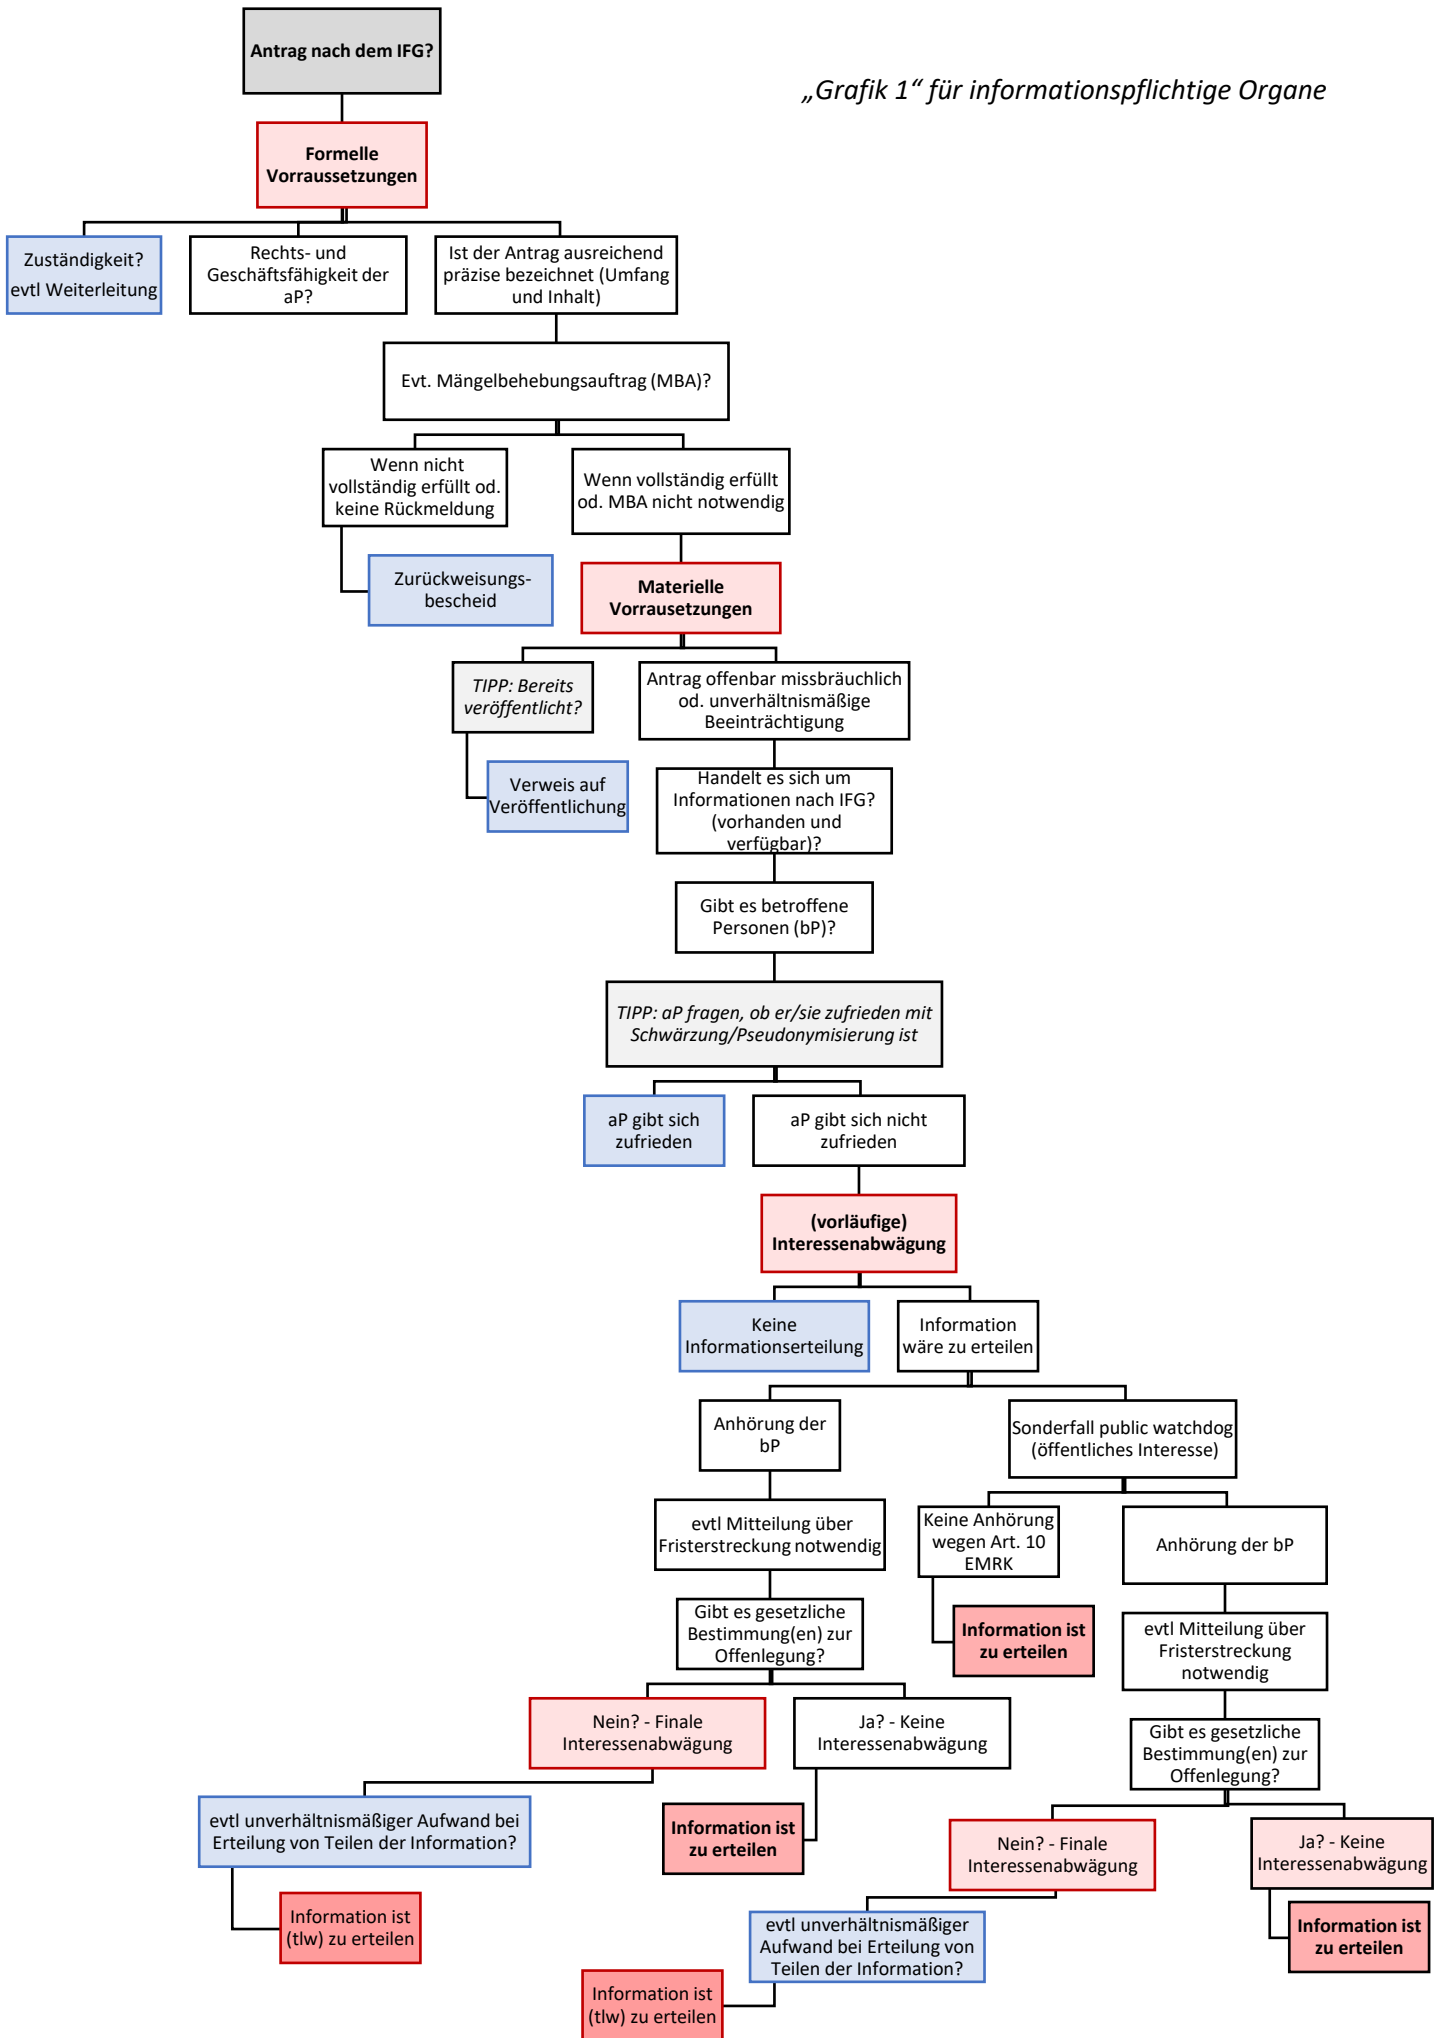 Antrag nach dem IFG?
„Grafik 1“ für informationspflichtige Organe
Formelle
Vorraussetzungen
Zuständigkeit?
evtl Weiterleitung
Rechts- und
Geschäftsfähigkeit der
aP?
Ist der Antrag ausreichend
präzise bezeichnet (Umfang
und Inhalt)
Evt. Mängelbehebungsauftrag (MBA)?
Wenn nicht
vollständig erfüllt od.
keine Rückmeldung
Wenn vollständig erfüllt
od. MBA nicht notwendig
Zurückweisungs-
bescheid
Materielle
Vorrausetzungen
TIPP: Bereits
veröffentlicht?
Antrag offenbar missbräuchlich
od. unverhältnismäßige
Beeinträchtigung
Verweis auf
Veröffentlichung
Handelt es sich um
Informationen nach IFG?
(vorhanden und
verfügbar)?
Gibt es betroffene
Personen (bP)?
TIPP: aP fragen, ob er/sie zufrieden mit
Schwärzung/Pseudonymisierung ist
aP gibt sich
zufrieden
aP gibt sich nicht
zufrieden
(vorläufige)
Interessenabwägung
Keine
Informationserteilung
Information
wäre zu erteilen
Anhörung der
bP
Sonderfall public watchdog
(öffentliches Interesse)
evtl Mitteilung über
Fristerstreckung notwendig
Keine Anhörung
wegen Art. 10
EMRK
Anhörung der bP
Gibt es gesetzliche
Bestimmung(en) zur
Offenlegung?
Information ist
zu erteilen
evtl Mitteilung über
Fristerstreckung
notwendig
Nein? - Finale
Interessenabwägung
Ja? - Keine
Interessenabwägung
Gibt es gesetzliche
Bestimmung(en) zur
Offenlegung?
evtl unverhältnismäßiger Aufwand bei
Erteilung von Teilen der Information?
Information ist
zu erteilen
Nein? - Finale
Interessenabwägung
Ja? - Keine
Interessenabwägung
Information ist
(tlw) zu erteilen
evtl unverhältnismäßiger
Aufwand bei Erteilung von
Teilen der Information?
Information ist
zu erteilen
Information ist
(tlw) zu erteilen